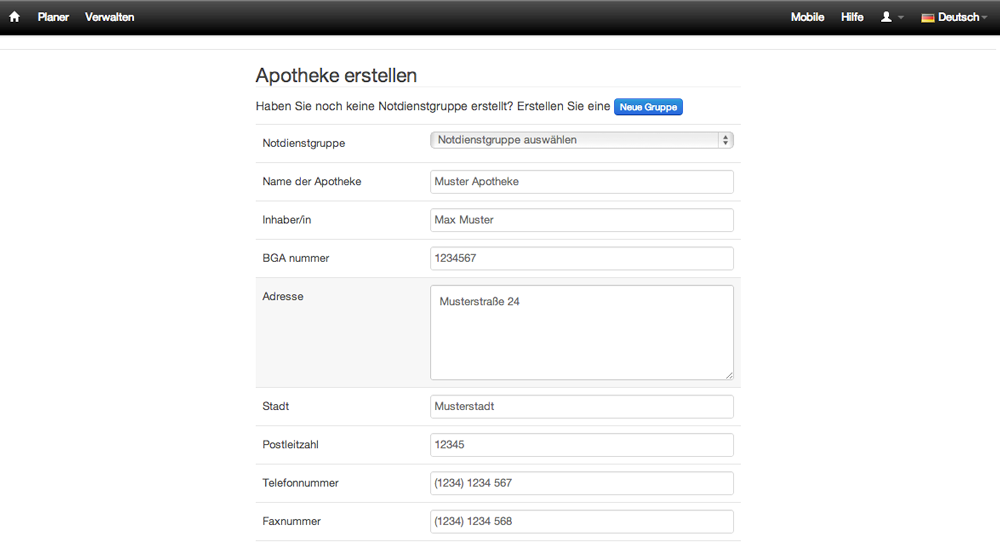 Planer Verwalten Mobile Hilfe Deutsch
Apotheke erstellen
Haben Sie noch keine Notdienstgruppe erstellt? Erstellen Sie eine Neue Gruppe
Notdienstgruppe Notdienstgruppe auswählen
Name der Apotheke Muster Apotheke
Inhaber/in Max Muster
BGA nummer 1234567
Adresse Musterstraße 24
Stadt Musterstadt
Postleitzahl 12345
Telefonnummer (1234) 1234 567
Faxnummer (1234) 1234 568